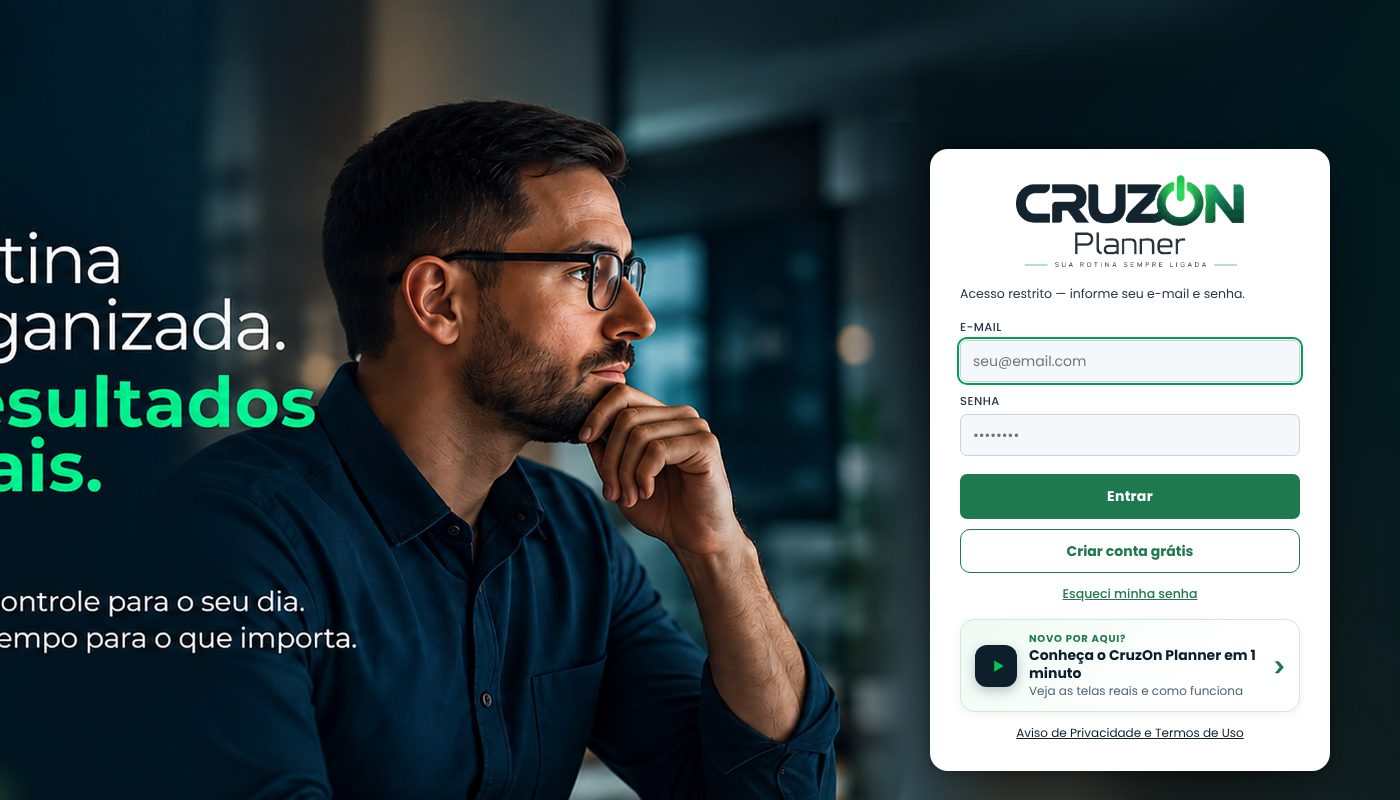 tina
ganizada.
esultados
ais.
ontrole para o seu dia.
empo para o que importa.
CRUZON
Planner
SUA ROTINA SEMPRE LIGADA
Acesso restrito — informe seu e-mail e senha.
E-MAIL
seu@email.com
SENHA
••••••••
Entrar
Criar conta grátis
Esqueci minha senha
NOVO POR AQUI?
Conheça o CruzOn Planner em 1
minuto
Veja as telas reais e como funciona
Aviso de Privacidade e Termos de Uso